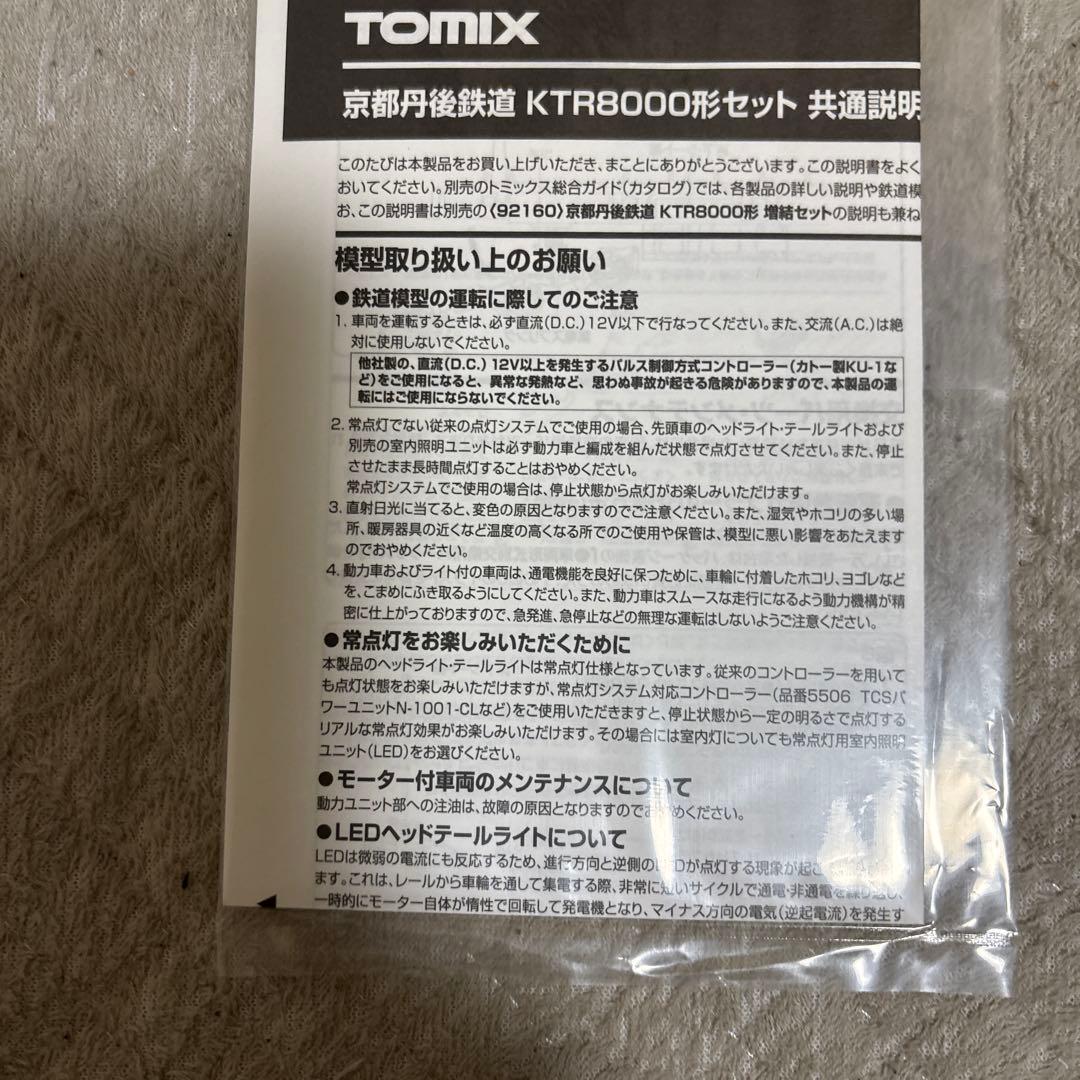 TOMIX
京都丹後鉄道 KTR8000形セット 共通説明
このたびは本製品をお買い上げいただき、まことにありがとうございます。この説明書をよく
おいてください。別売のトミックス総合ガイド(カタログ)では、各製品の詳しい説明や鉄道模
お、この説明書は別売の〈92160〉京都丹後鉄道 KTR8000形 増結セットの説明も兼ね
模型取り扱い上のお願い
●鉄道模型の運転に際してのご注意
1. 車両を運転するときは、必ず直流(D.C.)12V以下で行なってください。また、交流(A.C.)は絶
対に使用しないでください。
他社製の、直流(D.C.) 12V以上を発生するパルス制御方式コントローラー(カトー製KU-1な
ど)をご使用になると、異常な発熱など、思わぬ事故が起きる危険がありますので、本製品の運
転にはご使用にならないでください。
2. 常点灯でない従来の点灯システムでご使用の場合、先頭車のヘッドライト・テールライトおよび
別売の室内照明ユニットは必ず動力車と編成を組んだ状態で点灯させてください。また、停止
させたまま長時間点灯することはおやめください。
常点灯システムでご使用の場合は、停止状態から点灯がお楽しみいただけます。
3. 直射日光に当てると、変色の原因となりますのでご注意ください。また、湿気やホコリの多い場
所、暖房器具の近くなど温度の高くなる所でのご使用や保管は、模型に悪い影響をあたえます
のでおやめください。
4. 動力車およびライト付の車両は、通電機能を良好に保つために、車輪に付着したホコリ、ヨゴレなど
を、こまめにふき取るようにしてください。また、動力車はスムースな走行になるよう動力機構が精
密に仕上がっておりますので、急発進、急停止などの無理な運転はしないようご注意ください。
●常点灯をお楽しみいただくために
本製品のヘッドライト・テールライトは常点灯仕様となっています。従来のコントローラーを用いて
も点灯状態をお楽しみいただけますが、常点灯システム対応コントローラー(品番5506 TCSパ
ワーユニットN-1001-CLなど)をご使用いただきますと、停止状態から一定の明るさで点灯する
リアルな常点灯効果がお楽しみいただけます。その場合には室内灯についても常点灯用室内照明
ユニット(LED)をお選びください。
●モーター付車両のメンテナンスについて
動力ユニット部への注油は、故障の原因となりますのでおやめください。
●LEDヘッドテールライトについて
LEDは微弱の電流にも反応するため、進行方向と逆側のLEDが点灯する現象が起こ
ます。これは、レールから車輪を通して集電する際、非常に短いサイクルで通電・非通電を繰り返し、
一時的にモーター自体が惰性で回転して発電機となり、マイナス方向の電気(逆起電流)を発生す